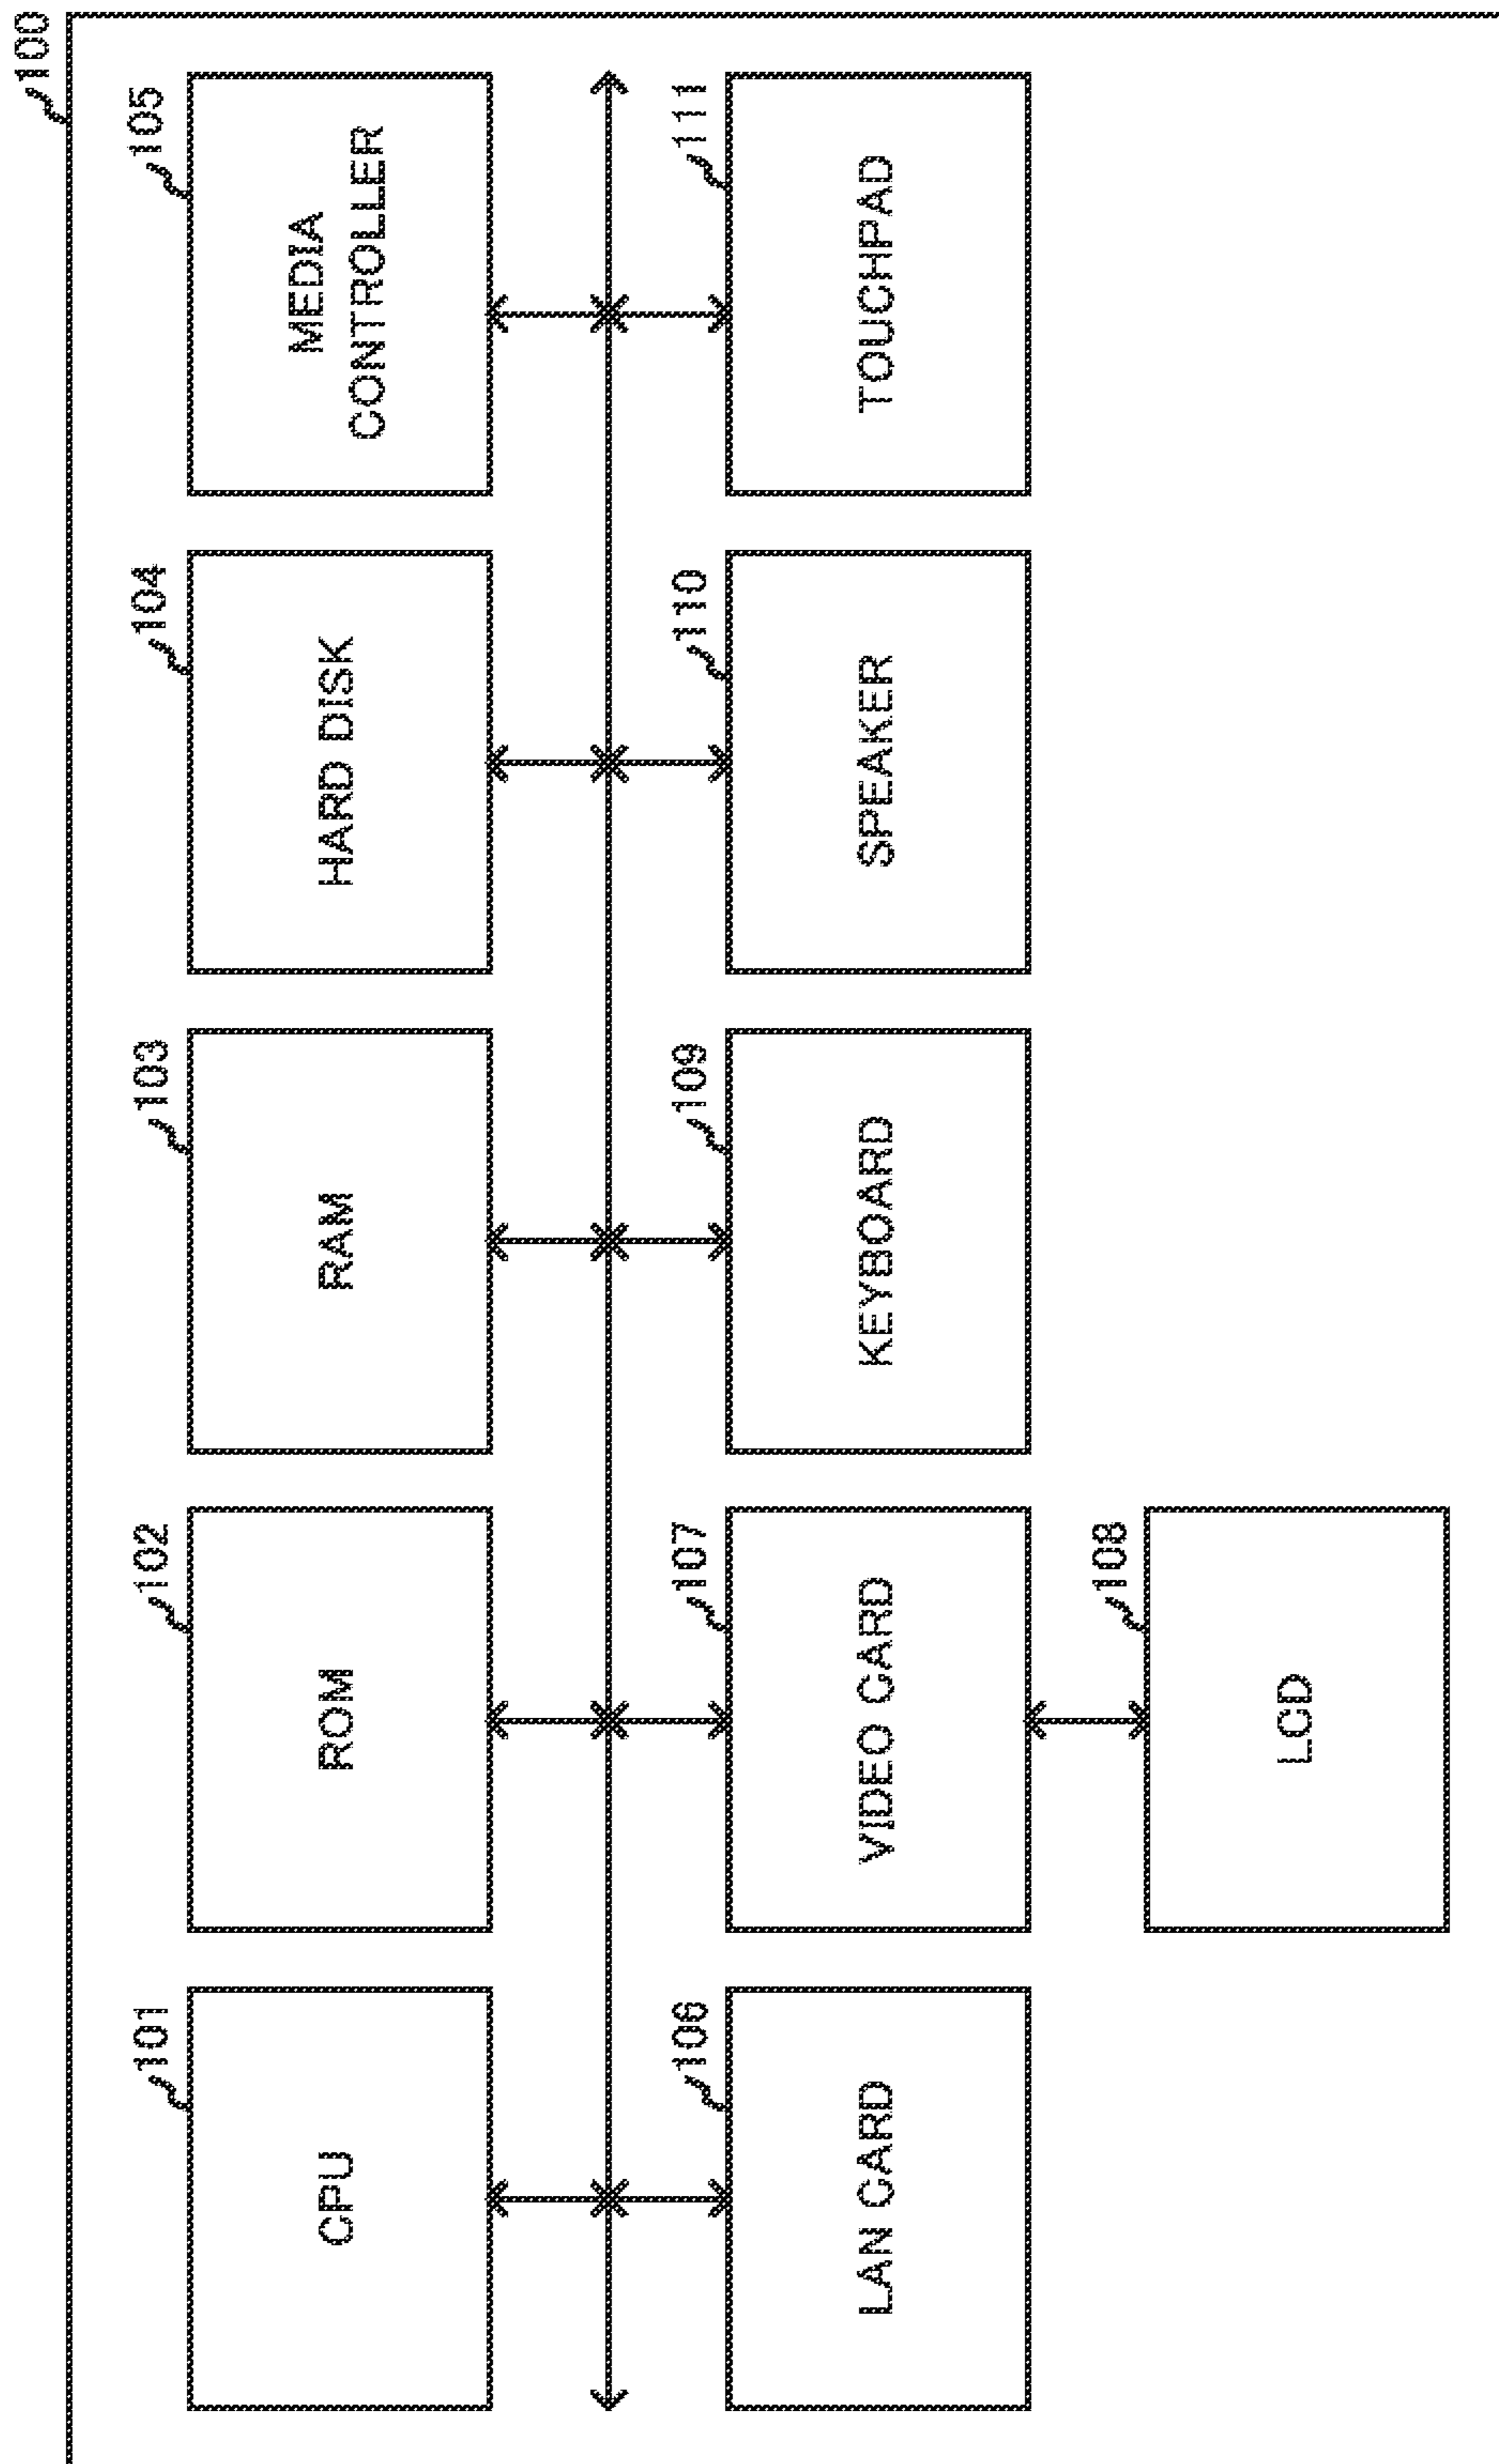 100
101
CPU
102
ROM
103
RAM
104
HARD DISK
105
MEDIA
CONTROLLER
106
LAN CARD
107
VIDEO CARD
109
KEYBOARD
110
SPEAKER
111
TOUCHPAD
108
LCD